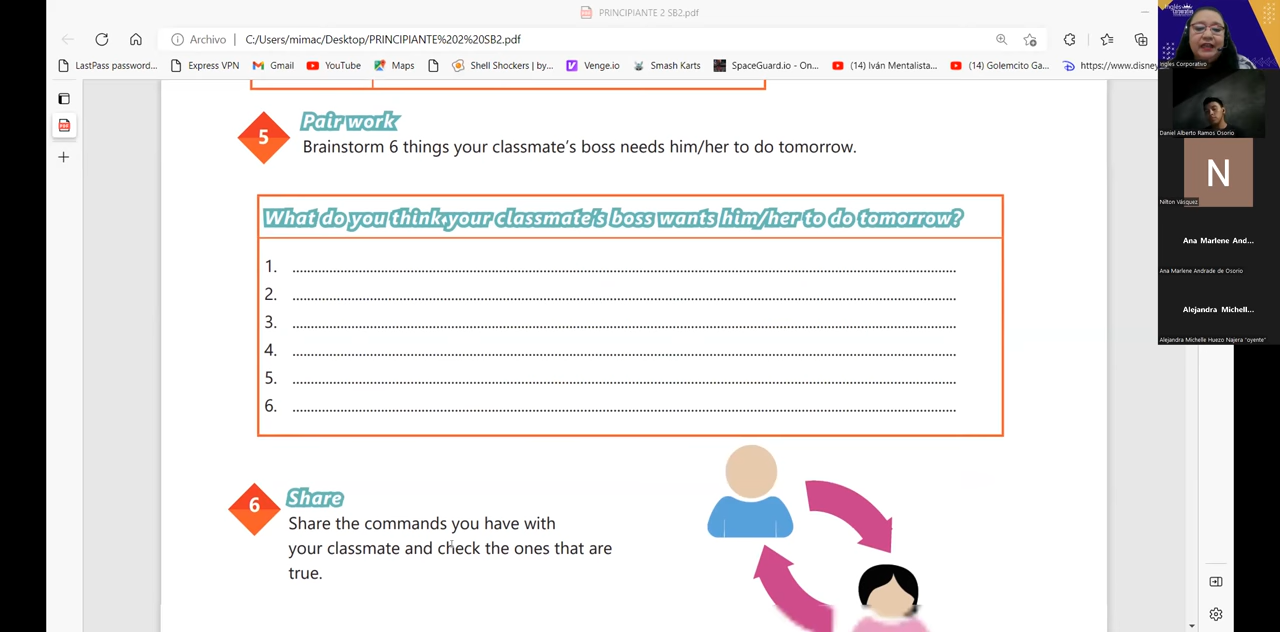 PRINCIPIANTE 2 SB2.pdf
Archivo
C:/Users/mimac/Desktop/PRINCIPIANTE%202%20SB2.pdf
LastPass password...
Express VPN
Gmail
YouTube
Maps
Shell Shockers | by...
Venge.io
Smash Karts
SpaceGuard.io - On...
(14) Iván Mentalista...
(14) Golemcito Ga...
https://www.disney
Inglés Corporativo
Daniel Alberto Ramos Osorio
N
Nilton Vásquez
Ana Marlene And...
Ana Marlene Andrade de Osorio
Alejandra Michell...
Alejandra Michelle Huezo Najera "oyente"
5
Pair work
Brainstorm 6 things your classmate's boss needs him/her to do tomorrow.
What do you think your classmate's boss wants him/her to do tomorrow?
1.
2.
3.
4.
5.
6.
6
Share
Share the commands you have with
your classmate and check the ones that are
true.